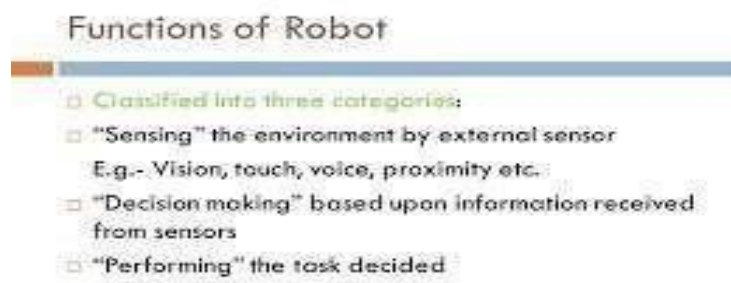 Functions of Robot
Classified into three categories:
"Sensing" the environment by external sensor
E.g.- Vision, touch, voice, proximity etc.
"Decision making" based upon information received
from sensors
"Performing" the task decided